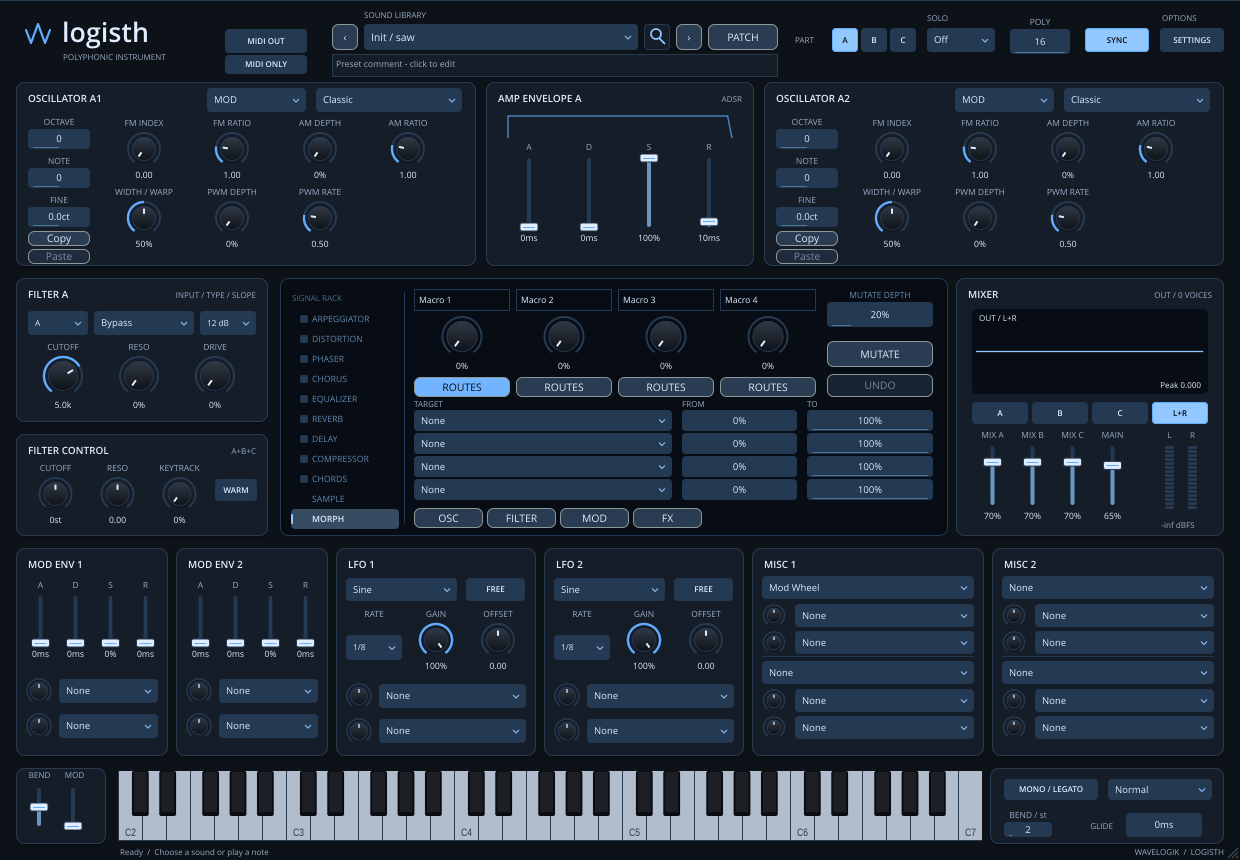 logisth
POLYPHONIC INSTRUMENT
MIDI OUT
MIDI ONLY
SOUND LIBRARY
‹ Init / saw › PATCH
Preset comment - click to edit
PART A B C
SOLO
Off
POLY
16
SYNC
OPTIONS
SETTINGS
OSCILLATOR A1 MOD Classic
OCTAVE FM INDEX FM RATIO AM DEPTH AM RATIO
0
0.00 1.00 0% 1.00
NOTE
0
WIDTH / WARP PWM DEPTH PWM RATE
FINE
0.0ct
50% 0% 0.50
Copy
Paste
AMP ENVELOPE A ADSR
A D S R
0ms 0ms 100% 10ms
OSCILLATOR A2 MOD Classic
OCTAVE FM INDEX FM RATIO AM DEPTH AM RATIO
0
0.00 1.00 0% 1.00
NOTE
0
WIDTH / WARP PWM DEPTH PWM RATE
FINE
0.0ct
50% 0% 0.50
Copy
Paste
FILTER A INPUT / TYPE / SLOPE
A Bypass 12 dB
CUTOFF RESO DRIVE
5.0k 0% 0%
FILTER CONTROL A+B+C
CUTOFF RESO KEYTRACK
WARM
0st 0.00 0%
SIGNAL RACK
ARPEGGIATOR
DISTORTION
PHASER
CHORUS
EQUALIZER
REVERB
DELAY
COMPRESSOR
CHORDS
SAMPLE
MORPH
Macro 1 Macro 2 Macro 3 Macro 4
0% 0% 0% 0%
ROUTES ROUTES ROUTES ROUTES
MUTATE DEPTH
20%
MUTATE
UNDO
TARGET FROM TO
None 0% 100%
None 0% 100%
None 0% 100%
None 0% 100%
OSC FILTER MOD FX
MIXER OUT / 0 VOICES
OUT / L+R
Peak 0.000
A B C L+R
MIX A MIX B MIX C MAIN L R
70% 70% 70% 65%
-inf dBFS
MOD ENV 1
A D S R
0ms 0ms 0% 0ms
None
None
MOD ENV 2
A D S R
0ms 0ms 0% 0ms
None
None
LFO 1
Sine FREE
RATE GAIN OFFSET
1/8
100% 0.00
None
None
LFO 2
Sine FREE
RATE GAIN OFFSET
1/8
100% 0.00
None
None
MISC 1
Mod Wheel
None
None
None
None
None
MISC 2
None
None
None
None
None
None
BEND MOD
C2 C3 C4 C5 C6 C7
MONO / LEGATO Normal
BEND / st
2
GLIDE 0ms
Ready / Choose a sound or play a note
WAVELOGIK / LOGISTH